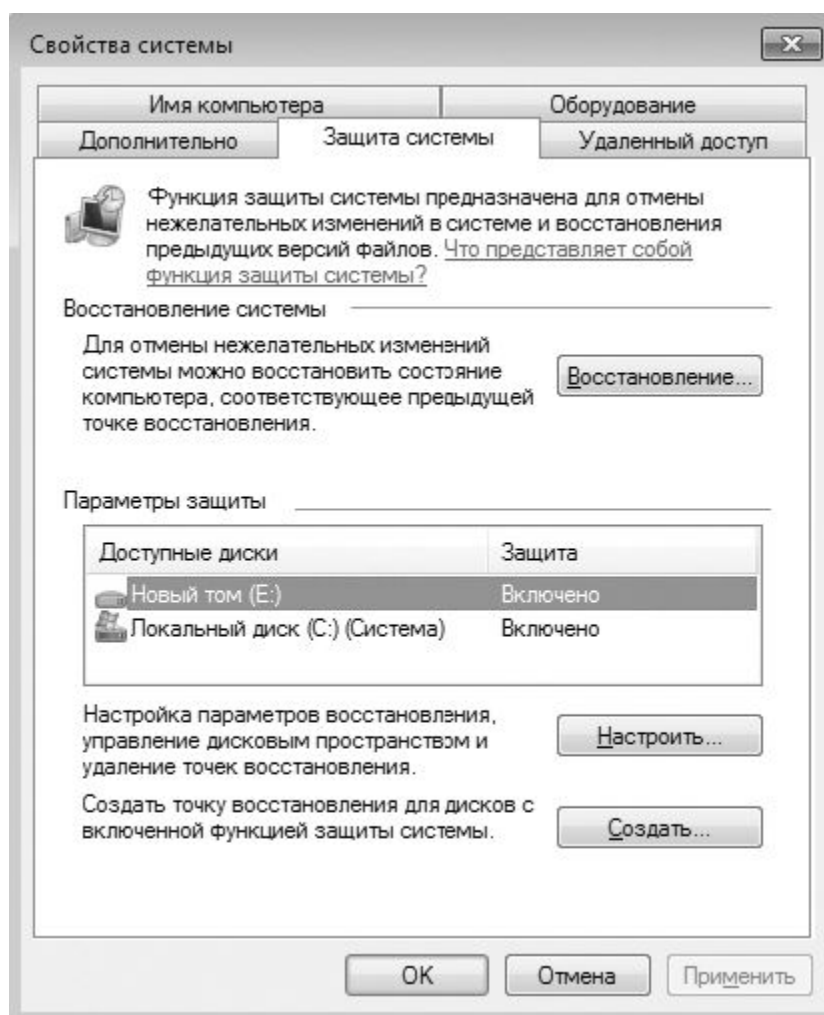 Свойства системы
Имя компьютера
Оборудование
Дополнительно
Защита системы
Удаленный доступ
Функция защиты системы предназначена для отмены
нежелательных изменений в системе и восстановления
предыдущих версий файлов. Что представляет собой
функция защиты системы?
Восстановление системы
Для отмены нежелательных изменений
системы можно восстановить состояние
компьютера, соответствующее предыдущей
точке восстановления.
Восстановление...
Параметры защиты
Доступные диски Защита
Новый том (E:) Включено
Локальный диск (C:) (Система) Включено
Настройка параметров восстановления,
управление дисковым пространством и
удаление точек восстановления.
Настроить...
Создать точку восстановления для дисков с
включенной функцией защиты системы.
Создать...
ОК Отмена Применить